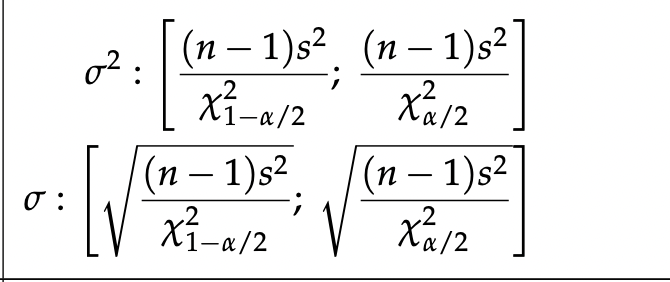 σ² : [(n − 1)s² / χ²_{1−α/2}; (n − 1)s² / χ²_{α/2}]
σ : [√((n − 1)s² / χ²_{1−α/2}); √((n − 1)s² / χ²_{α/2})]